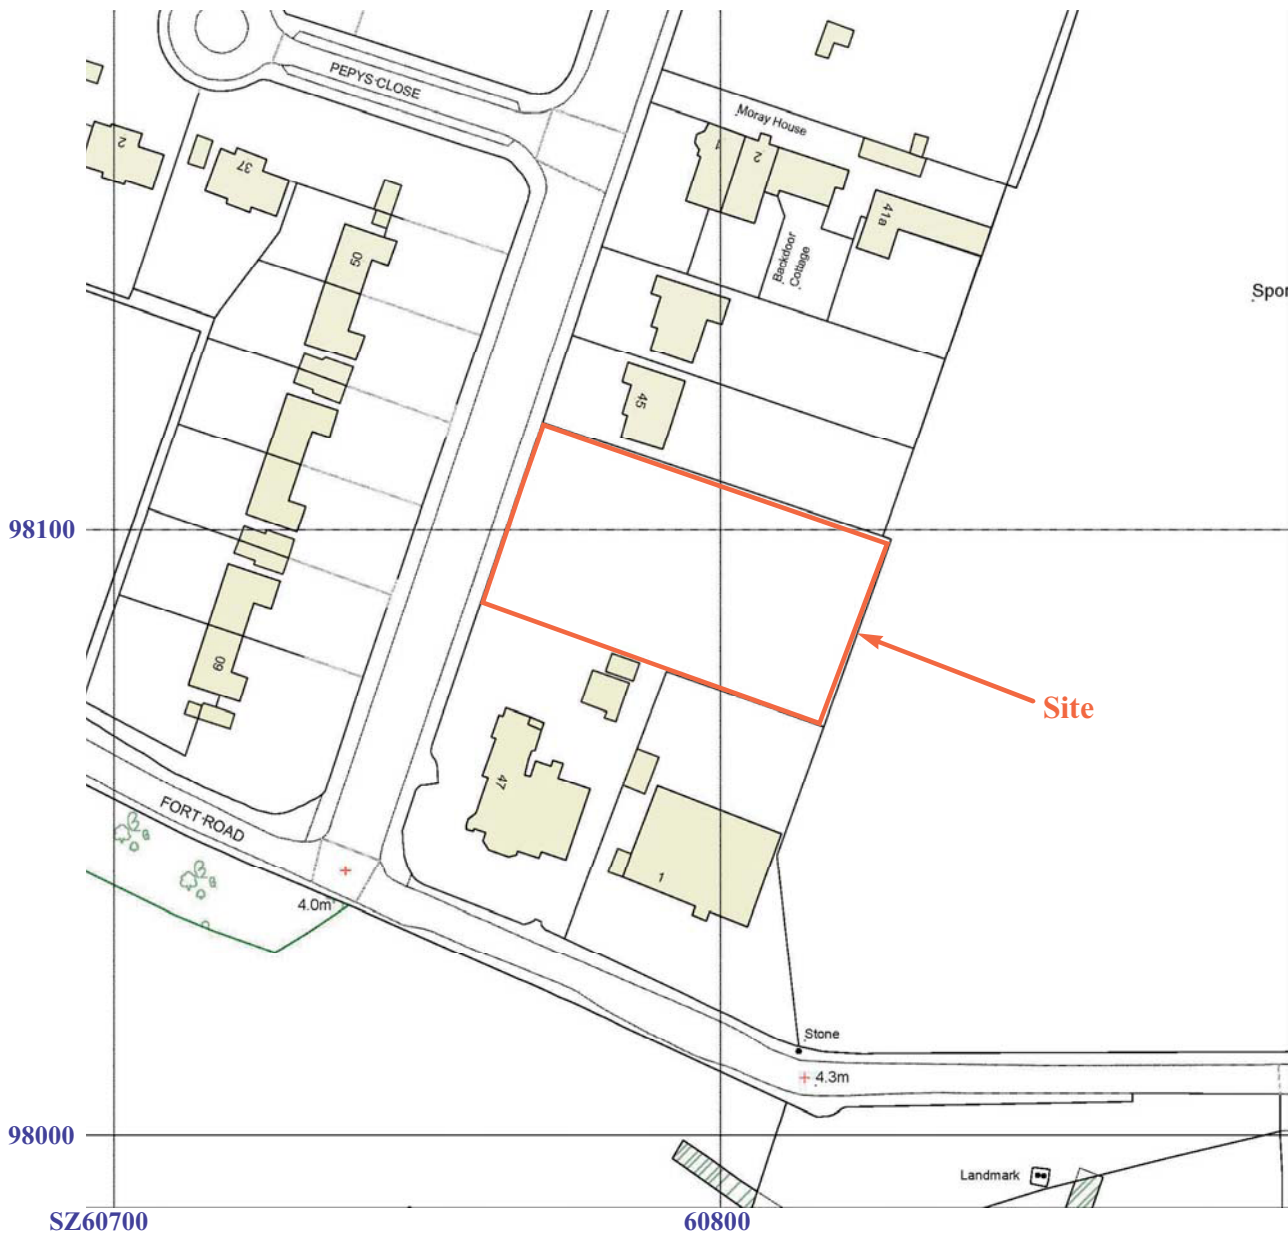 PEPYS CLOSE
Moray House
2
37
1
2
41a
50
Backdoor
Cottage
Spor
45
98100
60
Site
47
FORT ROAD
1
4.0m
Stone
4.3m
98000
Landmark
SZ60700
60800